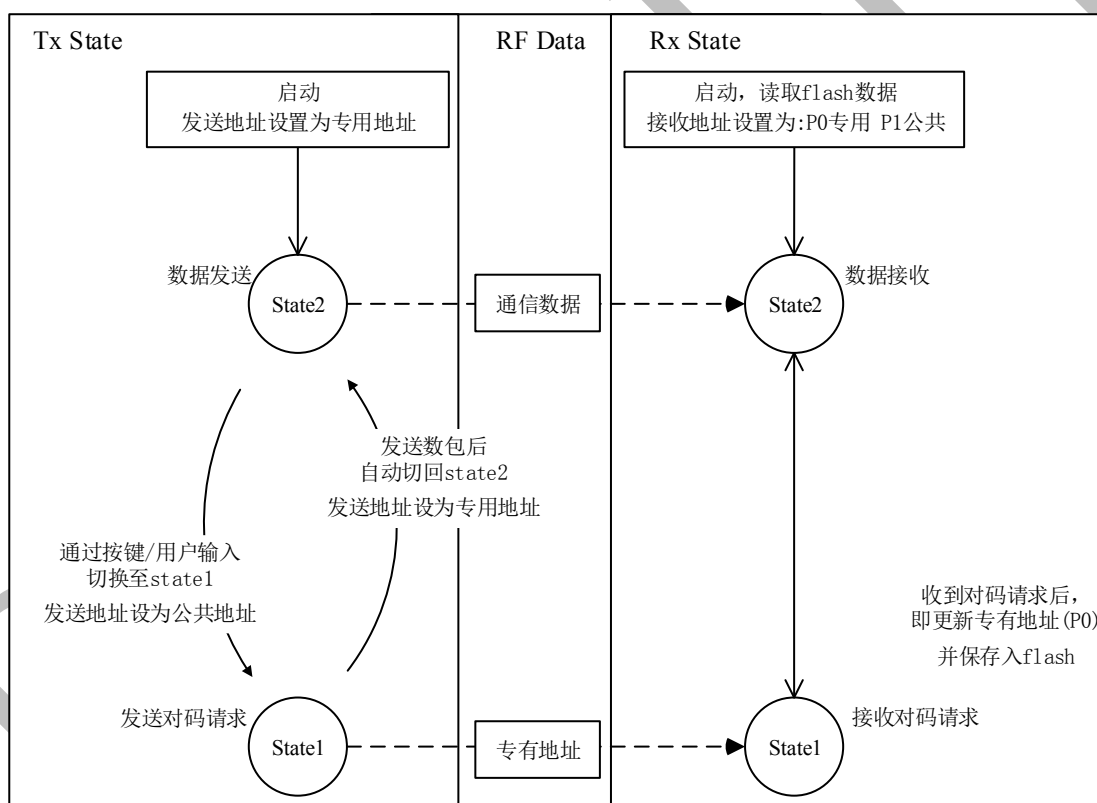 Tx State
RF Data
Rx State
启动
发送地址设置为专用地址
启动，读取flash数据
接收地址设置为:P0专用 P1公共
数据发送
State2
通信数据
State2
数据接收
发送数包后
自动切回state2
发送地址设为专用地址
通过按键/用户输入
切换至state1
发送地址设为公共地址
收到对码请求后，
即更新专有地址(P0)
并保存入flash
发送对码请求
State1
专有地址
State1
接收对码请求